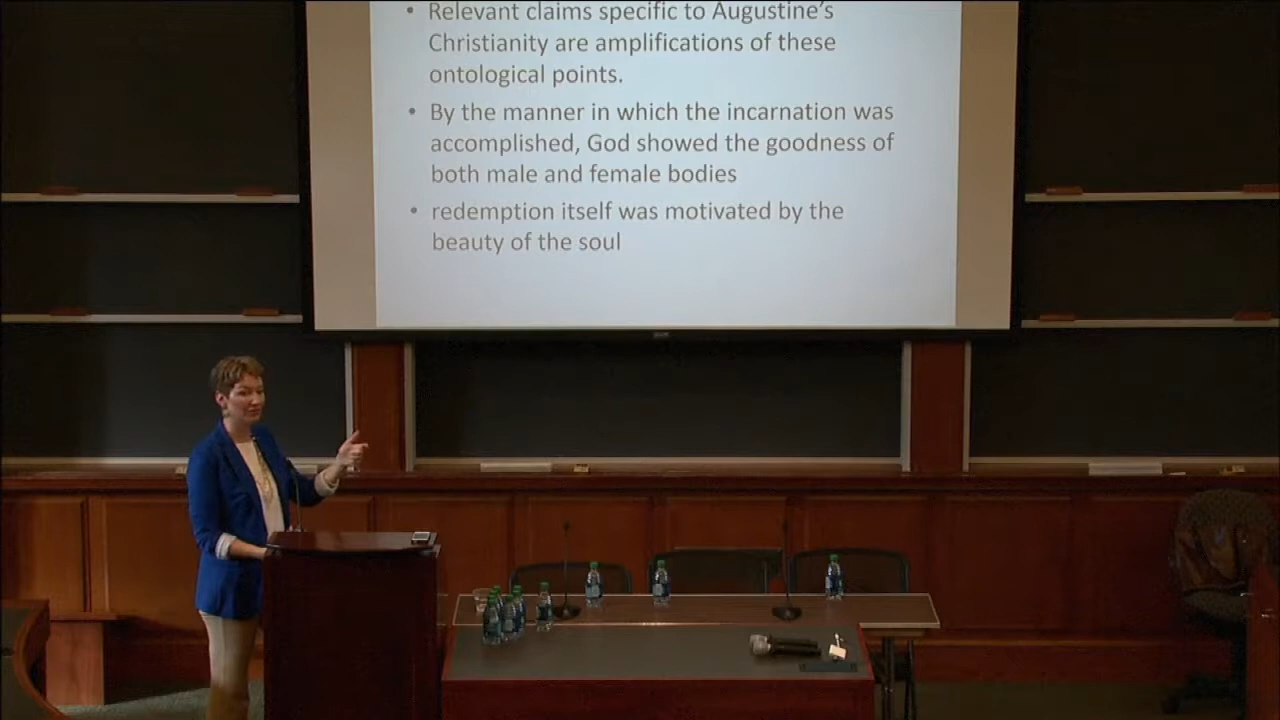 • Relevant claims specific to Augustine's
Christianity are amplifications of these
ontological points.
• By the manner in which the incarnation was
accomplished, God showed the goodness of
both male and female bodies
• redemption itself was motivated by the
beauty of the soul